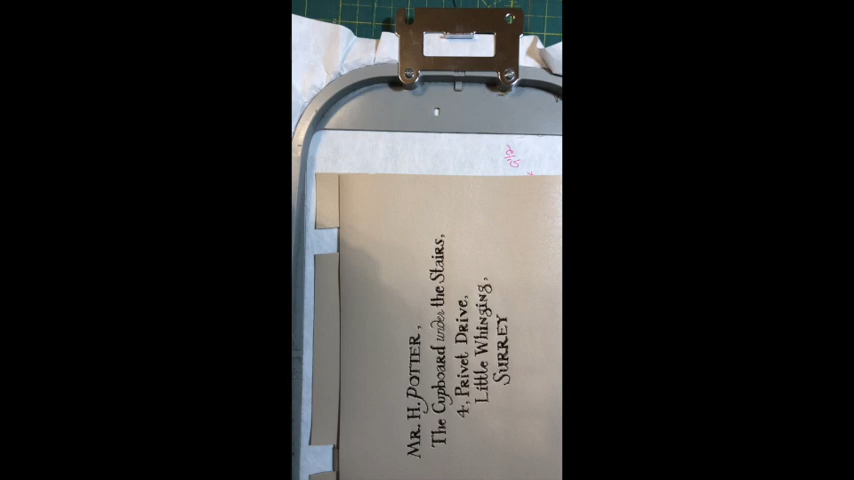 Mr. H. Potter,
The Cupboard under the Stairs,
4, Privet Drive,
Little Whinging,
SURREY